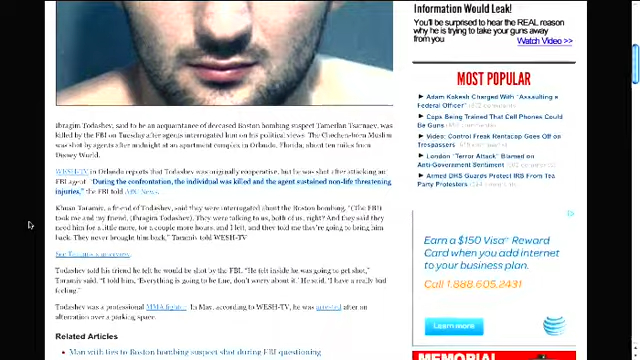 Ibragim Todashev, said to be an acquaintance of deceased Boston bombing suspect Tamerlan Tsarnaev, was
killed by the FBI on Tuesday after agents interrogated him on his political views. The Chechen-born Muslim
was shot by agents after midnight at an apartment complex in Orlando, Florida, about ten miles from
Disney World.
WESH-TV in Orlando reports that Todashev was originally cooperative, but he was shot after attacking an
FBI agent. "During the confrontation, the individual was killed and the agent sustained non-life threatening
injuries," the FBI told ABC News.
Khusn Taramiv, a friend of Todashev, said they were interrogated about the Boston bombing. "(The FBI)
took me and my friend, (Ibragim Todashev). They were talking to us, both of us, right? And they said they
need him for a little more, for a couple more hours, and I left, and they told me they're going to bring him
back. They never brought him back," Taramiv told WESH-TV
See Taramiv's interview.
Todashev told his friend he felt he would be shot by the FBI. "He felt inside he was going to get shot,"
Taramiv said. "I told him, 'Everything is going to be fine, don't worry about it.' He said, 'I have a really bad
feeling.'
Todashev was a professional MMA fighter. In May, according to WESH-TV, he was arrested after an
altercation over a parking space.
Related Articles
Man with ties to Boston bombing suspect shot during FBI questioning
Information Would Leak!
You'll be surprised to hear the REAL reason
why he is trying to take your guns away
from you
Watch Video >>
MOST POPULAR
Adam Kokesh Charged With "Assaulting a
Federal Officer"
Cops Being Trained That Cell Phones Could
Be Guns
Video: Control Freak Rentacop Goes Off on
Trespassers
London "Terror Attack" Blamed on
Anti-Government Sentiment
Armed DHS Guards Protect IRS From Tea
Party Protesters
Earn a $150 Visa® Reward
Card when you add internet
to your business plan.
Call 1.888.605.2431
Learn more
at&t
MEMORIAL